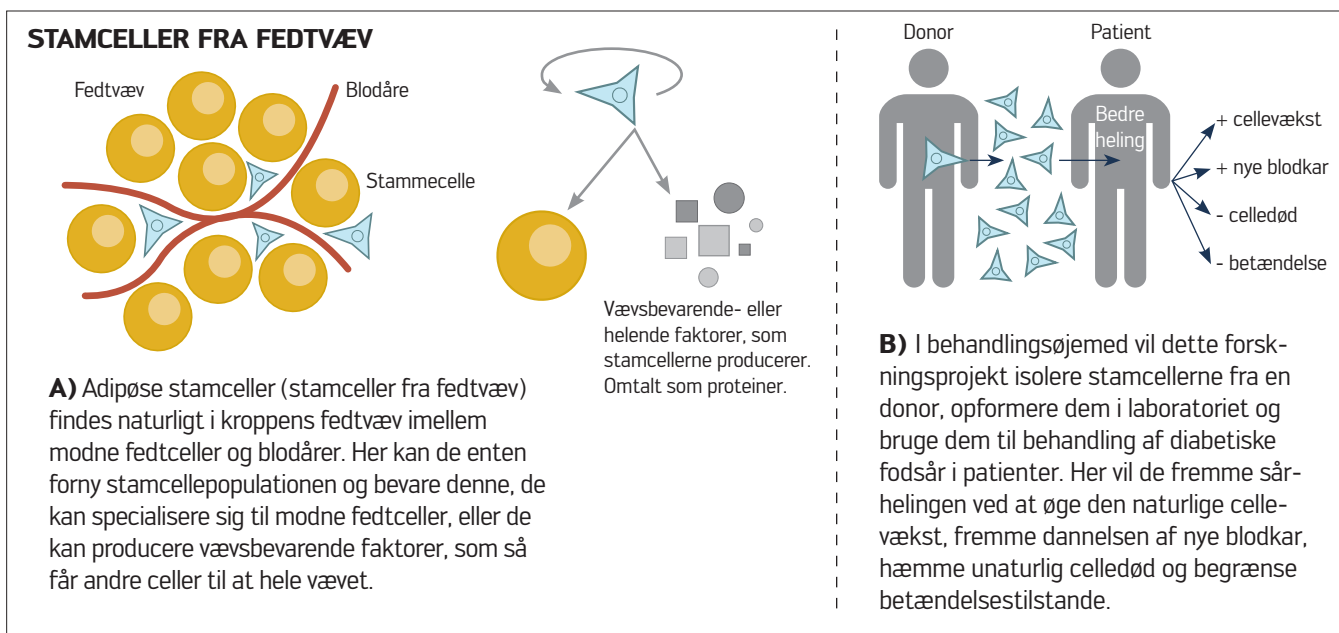 STAMCELLER FRA FEDTVÆV
Fedtvæv
Blodåre
Stammecelle
Vævsbevarende- eller
helende faktorer, som
stamcellerne producerer.
Omtalt som proteiner.
A) Adipøse stamceller (stamceller fra fedtvæv)
findes naturligt i kroppens fedtvæv imellem
modne fedtceller og blodårer. Her kan de enten
forny stamcellepopulationen og bevare denne, de
kan specialisere sig til modne fedtceller, eller de
kan producere vævsbevarende faktorer, som så
får andre celler til at hele vævet.
Donor
Patient
Bedre
heling
+ cellevækst
+ nye blodkar
- celledød
- betændelse
B) I behandlingsøjemed vil dette forsk-
ningsprojekt isolere stamcellerne fra en
donor, opformere dem i laboratoriet og
bruge dem til behandling af diabetiske
fodsår i patienter. Her vil de fremme sår-
helingen ved at øge den naturlige celle-
vækst, fremme dannelsen af nye blodkar,
hæmme unaturlig celledød og begrænse
betændelsestilstande.